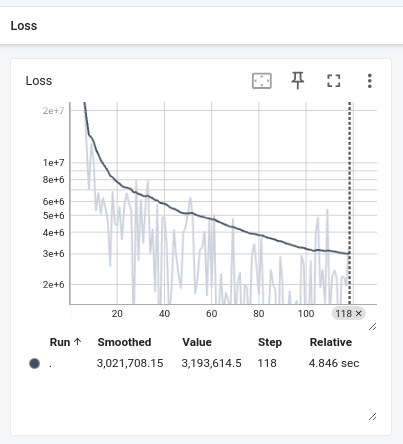 Loss
Loss
2e+7
1e+7
8e+6
6e+6
5e+6
4e+6
3e+6
2e+6
20 40 60 80 100 118 ×
Run ↑ Smoothed Value Step Relative
. 3,021,708.15 3,193,614.5 118 4.846 sec